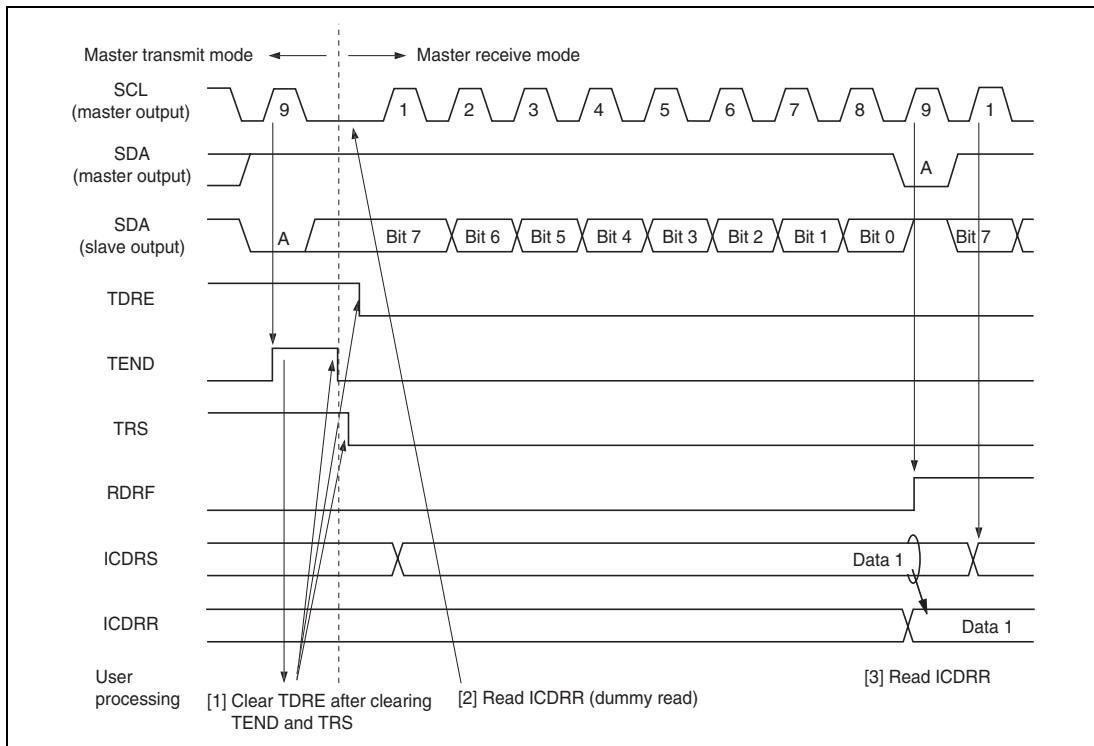 Master transmit mode
Master receive mode
SCL
(master output)
9 1 2 3 4 5 6 7 8 9 1
SDA
(master output)
A
SDA
(slave output)
A Bit 7 Bit 6 Bit 5 Bit 4 Bit 3 Bit 2 Bit 1 Bit 0 Bit 7
TDRE
TEND
TRS
RDRF
ICDRS
Data 1
ICDRR
Data 1
User
processing
[1] Clear TDRE after clearing
TEND and TRS
[2] Read ICDRR (dummy read)
[3] Read ICDRR